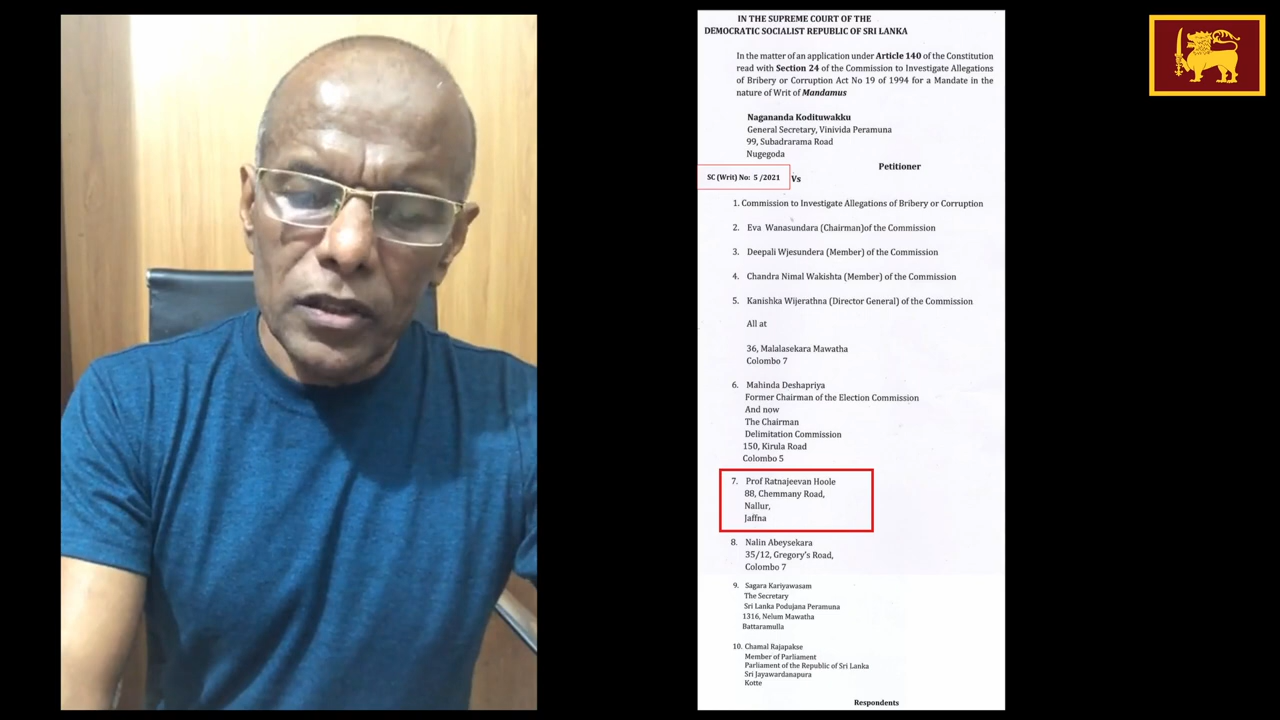 IN THE SUPREME COURT OF THE
DEMOCRATIC SOCIALIST REPUBLIC OF SRI LANKA
In the matter of an application under Article 140 of the Constitution
read with Section 24 of the Commission to Investigate Allegations
of Bribery or Corruption Act No 19 of 1994 for a Mandate in the
nature of Writ of Mandamus
Nagananda Kodituwakku
General Secretary, Vinivida Peramuna
99, Subadrarama Road
Nugegoda
Petitioner
SC (Writ) No: 5 /2021
Vs
1. Commission to Investigate Allegations of Bribery or Corruption
2. Eva Wanasundara (Chairman)of the Commission
3. Deepali Wjesundera (Member) of the Commission
4. Chandra Nimal Wakishta (Member) of the Commission
5. Kanishka Wijerathna (Director General) of the Commission
All at
36, Malalasekara Mawatha
Colombo 7
6. Mahinda Deshapriya
Former Chairman of the Election Commission
And now
The Chairman
Delimitation Commission
150, Kirula Road
Colombo 5
7. Prof Ratnajeevan Hoole
88, Chemmany Road,
Nallur,
Jaffna
8. Nalin Abeysekara
35/12, Gregory's Road,
Colombo 7
9. Sagara Kariyawasam
The Secretary
Sri Lanka Podujana Peramuna
1316, Nelum Mawatha
Battaramulla
10. Chamal Rajapakse
Member of Parliament
Parliament of the Republic of Sri Lanka
Sri Jayawardanapura
Kotte
Respondents